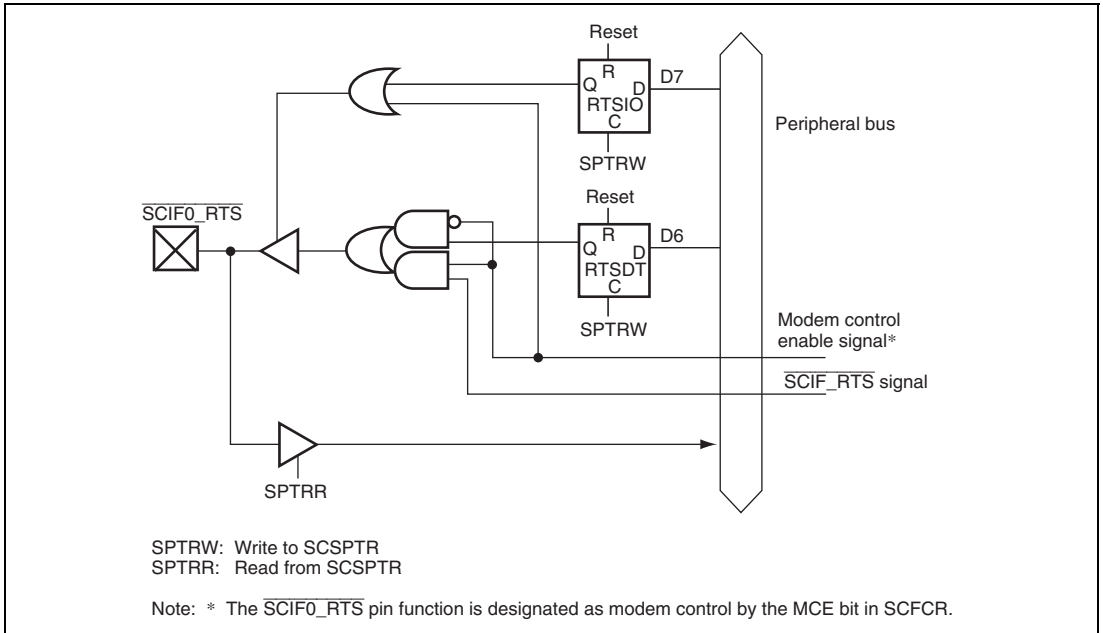 Reset
R
Q
D
D7
RTSIO
C
SPTRW
Peripheral bus
Reset
SCIF0_RTS
R
Q
D
D6
RTSDT
C
SPTRW
Modem control
enable signal*
SCIF_RTS signal
SPTRR
SPTRW: Write to SCSPTR
SPTRR: Read from SCSPTR
Note: * The SCIF0_RTS pin function is designated as modem control by the MCE bit in SCFCR.